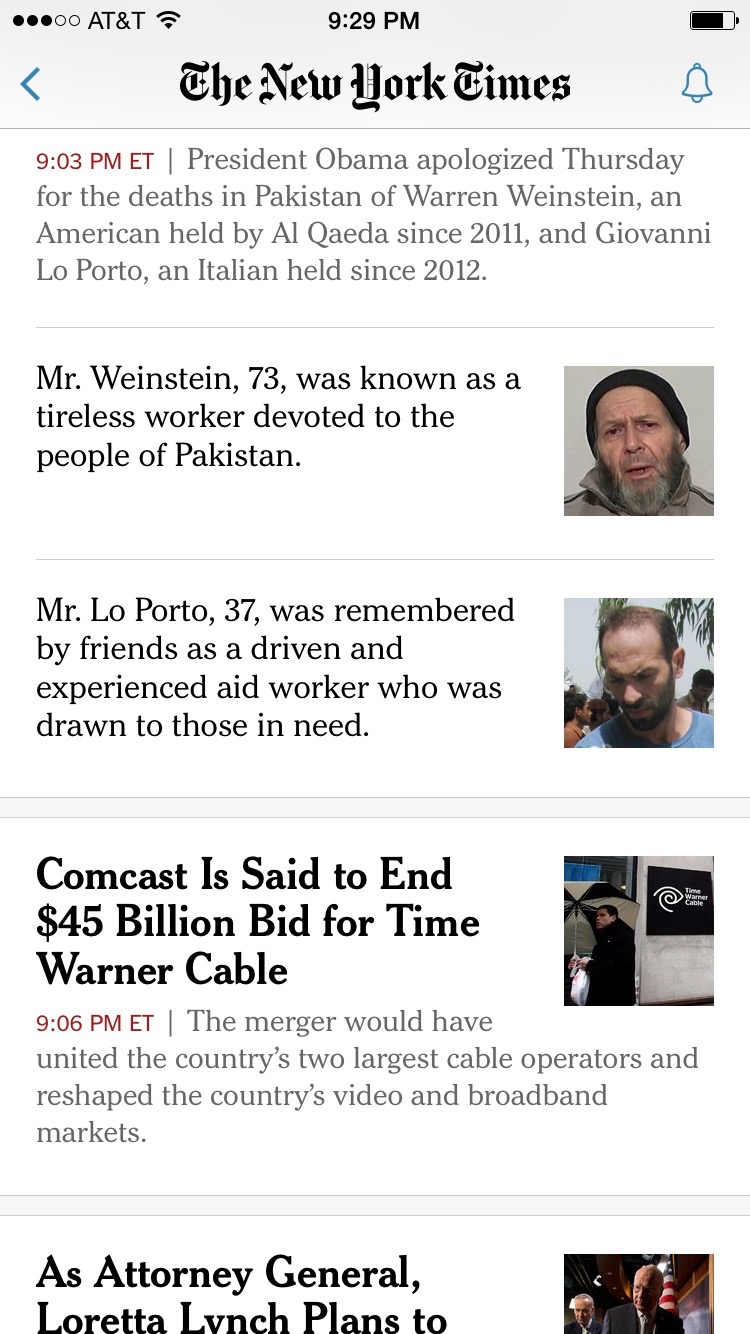 AT&T 9:29 PM
The New York Times
9:03 PM ET | President Obama apologized Thursday
for the deaths in Pakistan of Warren Weinstein, an
American held by Al Qaeda since 2011, and Giovanni
Lo Porto, an Italian held since 2012.
Mr. Weinstein, 73, was known as a
tireless worker devoted to the
people of Pakistan.
Mr. Lo Porto, 37, was remembered
by friends as a driven and
experienced aid worker who was
drawn to those in need.
Comcast Is Said to End
$45 Billion Bid for Time
Warner Cable
Time
Warner
Cable
9:06 PM ET | The merger would have
united the country’s two largest cable operators and
reshaped the country’s video and broadband
markets.
As Attorney General,
Loretta Lynch Plans to